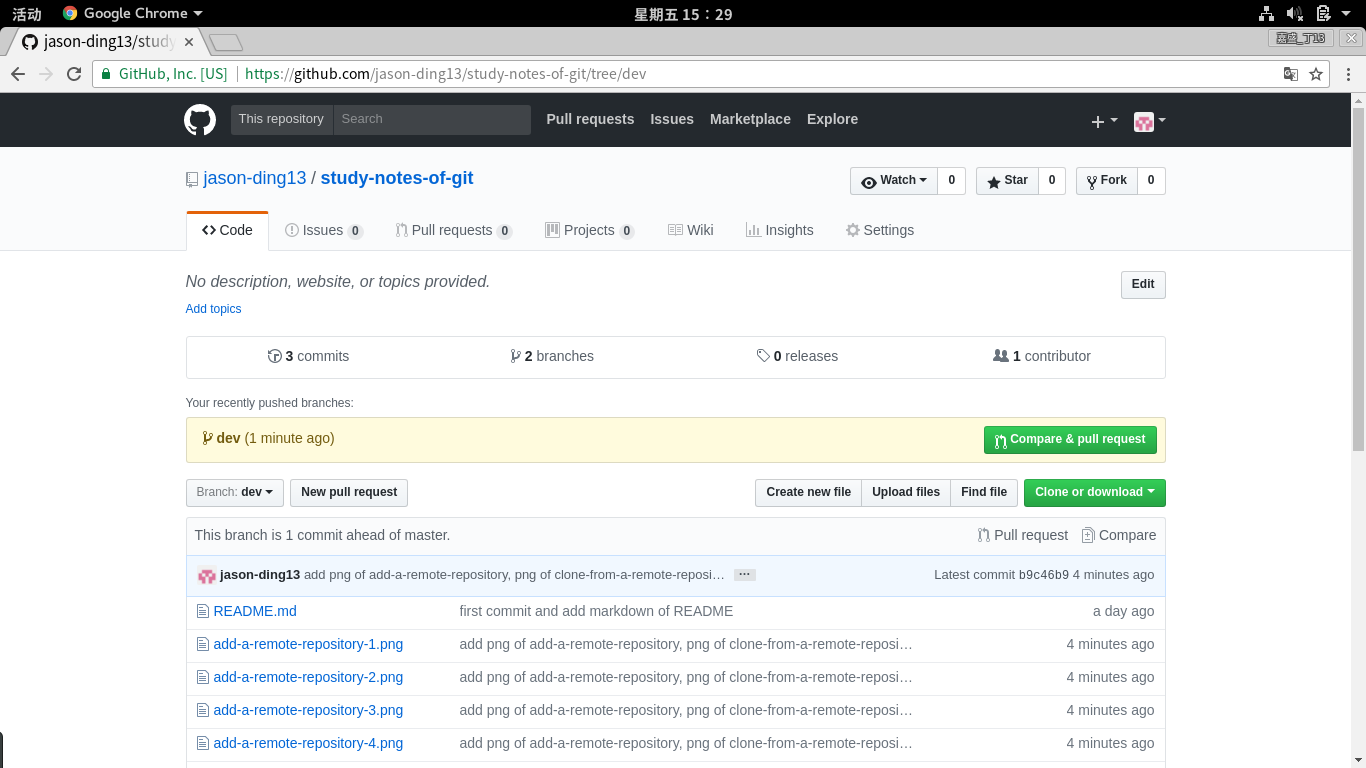 活动 Google Chrome 星期五 15：29
jason-ding13/study
GitHub, Inc. [US] https://github.com/jason-ding13/study-notes-of-git/tree/dev
This repository Search Pull requests Issues Marketplace Explore
jason-ding13 / study-notes-of-git Watch 0 Star 0 Fork 0
Code Issues 0 Pull requests 0 Projects 0 Wiki Insights Settings
No description, website, or topics provided. Edit
Add topics
3 commits 2 branches 0 releases 1 contributor
Your recently pushed branches:
dev (1 minute ago) Compare & pull request
Branch: dev New pull request Create new file Upload files Find file Clone or download
This branch is 1 commit ahead of master. Pull request Compare
jason-ding13 add png of add-a-remote-repository, png of clone-from-a-remote-reposi… … Latest commit b9c46b9 4 minutes ago
README.md first commit and add markdown of README a day ago
add-a-remote-repository-1.png add png of add-a-remote-repository, png of clone-from-a-remote-reposi… 4 minutes ago
add-a-remote-repository-2.png add png of add-a-remote-repository, png of clone-from-a-remote-reposi… 4 minutes ago
add-a-remote-repository-3.png add png of add-a-remote-repository, png of clone-from-a-remote-reposi… 4 minutes ago
add-a-remote-repository-4.png add png of add-a-remote-repository, png of clone-from-a-remote-reposi… 4 minutes ago